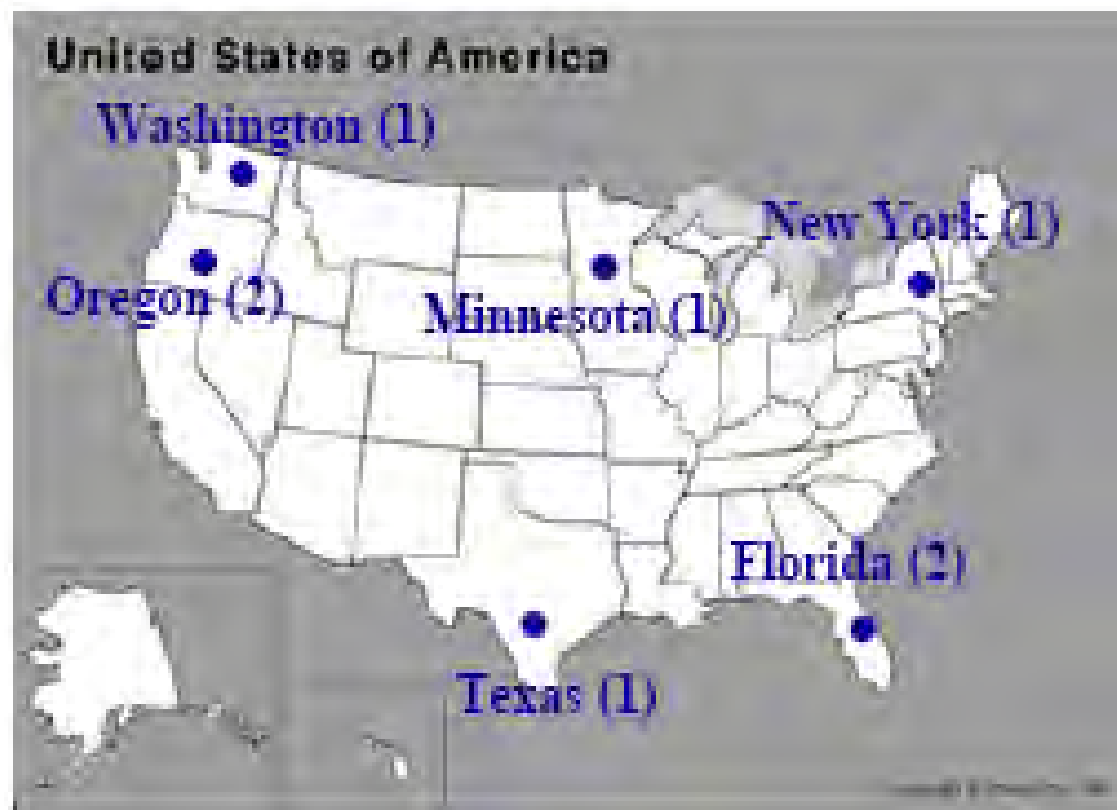 United States of America
Washington (1)
New York (1)
Oregon (2)
Minnesota (1)
Florida (2)
Texas (1)